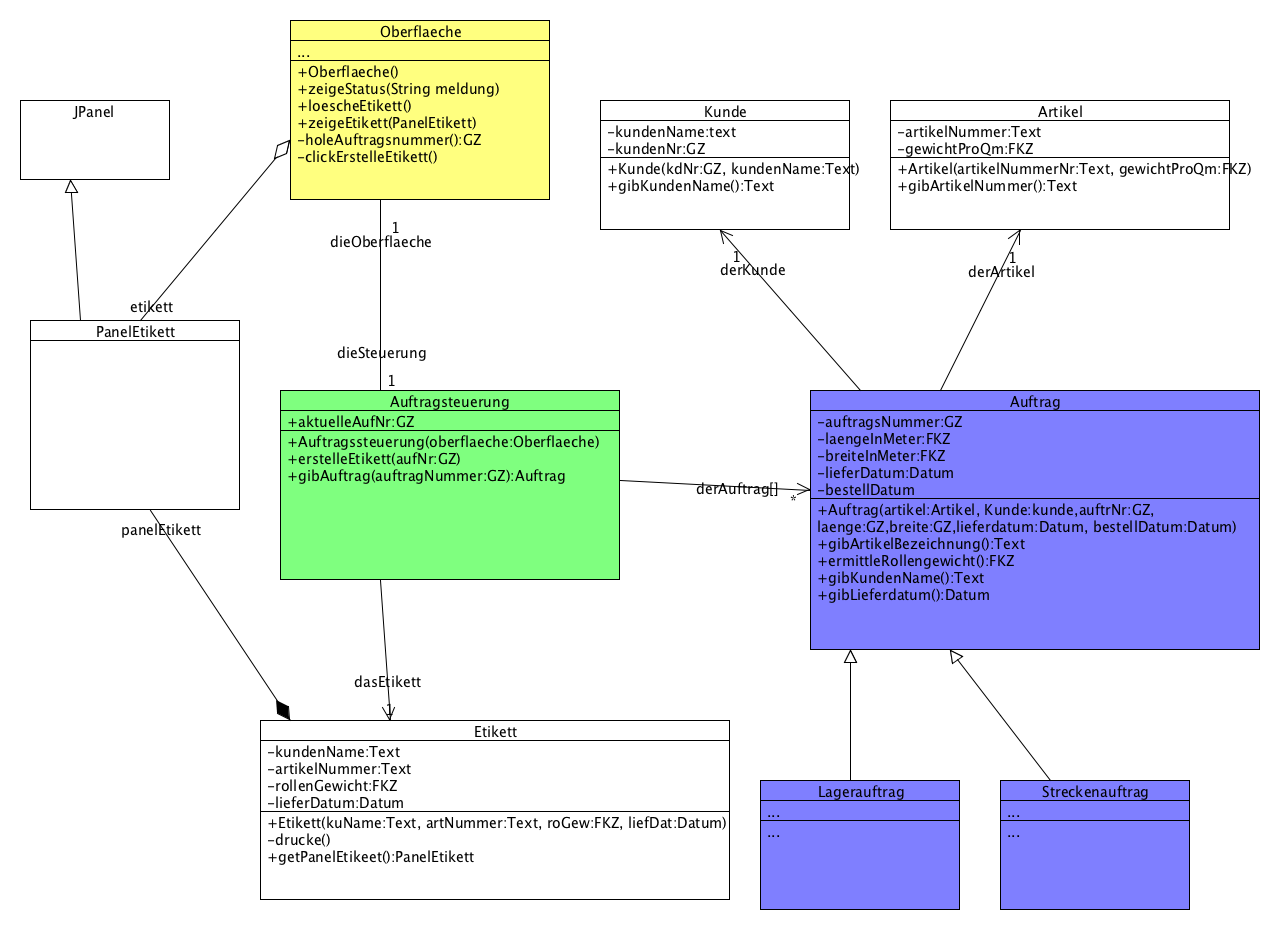 Oberflaeche
...
+Oberflaeche()
+zeigeStatus(String meldung)
+loescheEtikett()
+zeigeEtikett(PanelEtikett)
-holeAuftragsnummer():GZ
-clickErstelleEtikett()
JPanel
Kunde
-kundenName:text
-kundenNr:GZ
+Kunde(kdNr:GZ, kundenName:Text)
+gibKundenName():Text
Artikel
-artikelNummer:Text
-gewichtProQm:FKZ
+Artikel(artikelNummerNr:Text, gewichtProQm:FKZ)
+gibArtikelNummer():Text
1
dieOberflaeche
1
derKunde
1
derArtikel
etikett
dieSteuerung
1
PanelEtikett
Auftragsteuerung
+aktuelleAufNr:GZ
+Auftragssteuerung(oberflaeche:Oberflaeche)
+erstelleEtikett(aufNr:GZ)
+gibAuftrag(auftragNummer:GZ):Auftrag
derAuftrag[]
*
Auftrag
-auftragsNummer:GZ
-laengeInMeter:FKZ
-breiteInMeter:FKZ
-lieferDatum:Datum
-bestellDatum
+Auftrag(artikel:Artikel, Kunde:kunde,auftrNr:GZ,
laenge:GZ,breite:GZ,lieferdatum:Datum, bestellDatum:Datum)
+gibArtikelBezeichnung():Text
+ermittleRollengewicht():FKZ
+gibKundenName():Text
+gibLieferdatum():Datum
panelEtikett
dasEtikett
1
Etikett
-kundenName:Text
-artikelNummer:Text
-rollenGewicht:FKZ
-lieferDatum:Datum
+Etikett(kuName:Text, artNummer:Text, roGew:FKZ, liefDat:Datum)
-drucke()
+getPanelEtikeet():PanelEtikett
Lagerauftrag
...
...
Streckenauftrag
...
...